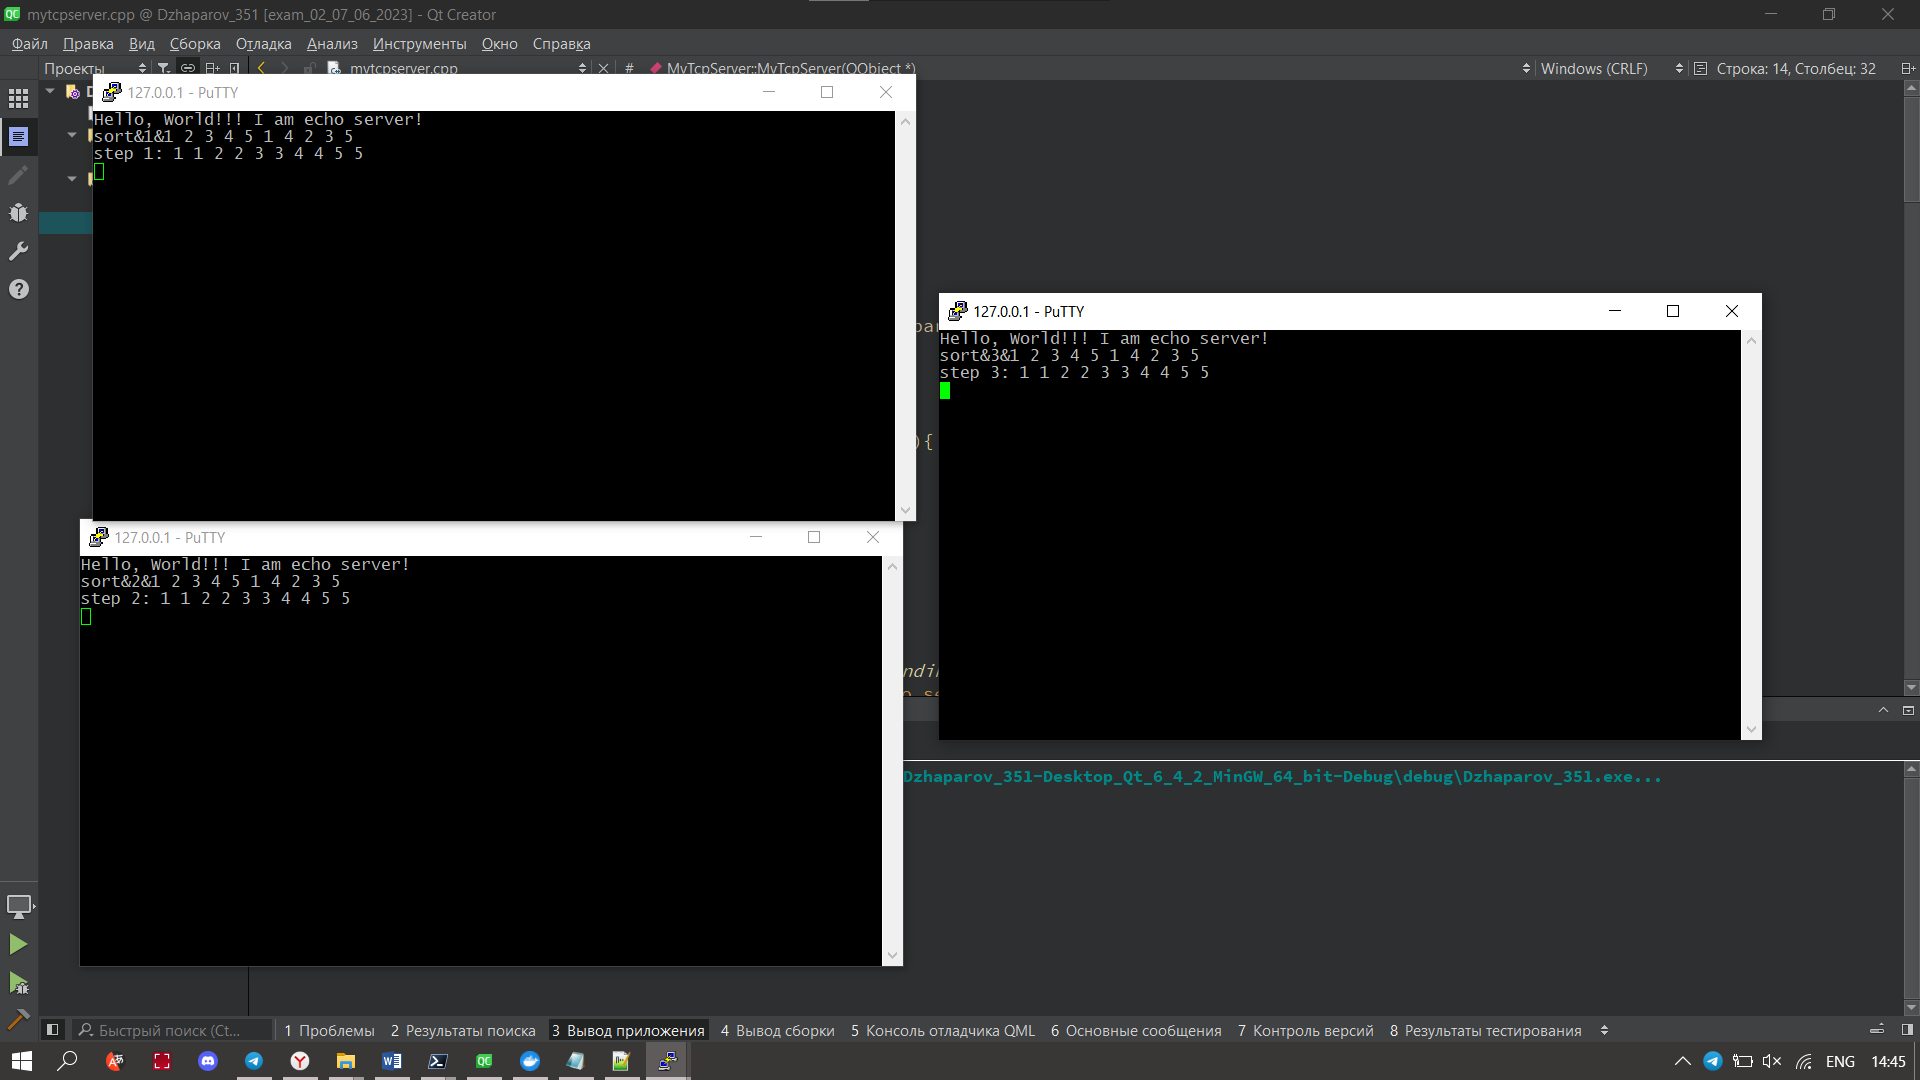 mytcpserver.cpp @ Dzhaparov_351 [exam_02_07_06_2023] - Qt Creator
Файл Правка Вид Сборка Отладка Анализ Инструменты Окно Справка
Проекты mytcpserver.cpp # MyTcpServer::MyTcpServer(QObject *) Windows (CRLF) Строка: 14, Столбец: 32
127.0.0.1 - PuTTY
Hello, World!!! I am echo server!
sort&1&1 2 3 4 5 1 4 2 3 5
step 1: 1 1 2 2 3 3 4 4 5 5
127.0.0.1 - PuTTY
Hello, World!!! I am echo server!
sort&3&1 2 3 4 5 1 4 2 3 5
step 3: 1 1 2 2 3 3 4 4 5 5
){
127.0.0.1 - PuTTY
Hello, World!!! I am echo server!
sort&2&1 2 3 4 5 1 4 2 3 5
step 2: 1 1 2 2 3 3 4 4 5 5
Dzhaparov_351-Desktop_Qt_6_4_2_MinGW_64_bit-Debug\debug\Dzhaparov_351.exe...
Быстрый поиск (Ct... 1 Проблемы 2 Результаты поиска 3 Вывод приложения 4 Вывод сборки 5 Консоль отладчика QML 6 Основные сообщения 7 Контроль версий 8 Результаты тестирования
ENG 14:45